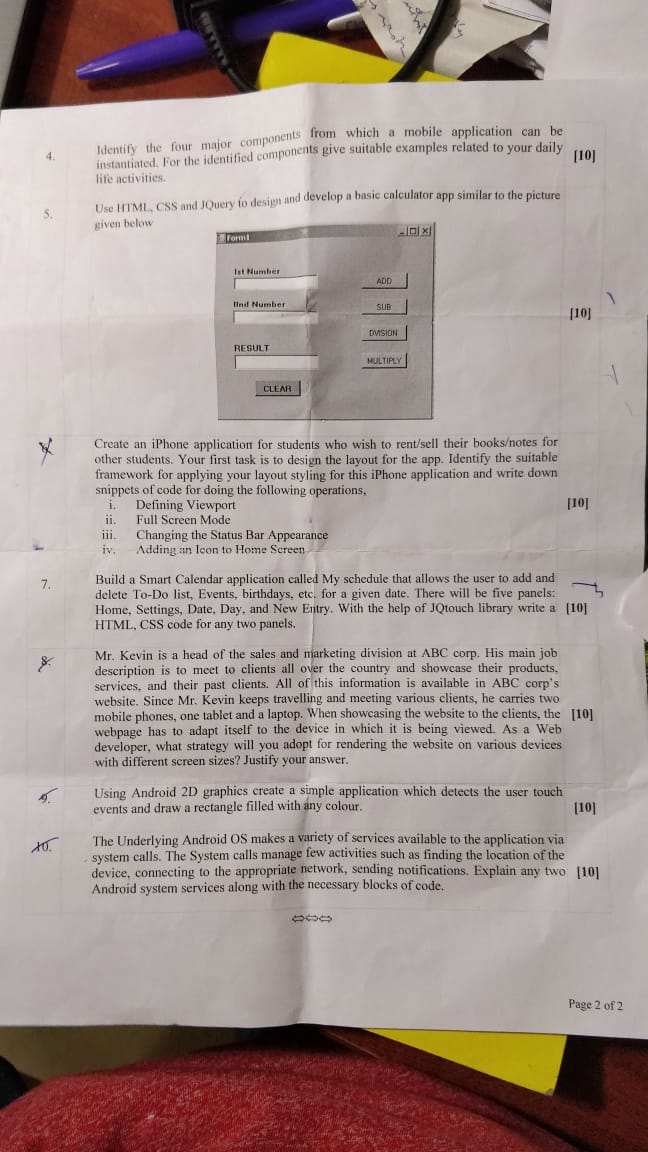 4.
Identify the four major components from which a mobile application can be
instantiated. For the identified components give suitable examples related to your daily [10]
life activities.
5.
Use HTML, CSS and JQuery to design and develop a basic calculator app similar to the picture
given below
Form1
1st Number
ADD
IInd Number
SUB
[10]
DVISION
RESULT
MULTIPLY
CLEAR
Create an iPhone application for students who wish to rent/sell their books/notes for
other students. Your first task is to design the layout for the app. Identify the suitable
framework for applying your layout styling for this iPhone application and write down
snippets of code for doing the following operations,
i. Defining Viewport [10]
ii. Full Screen Mode
iii. Changing the Status Bar Appearance
iv. Adding an Icon to Home Screen
7. Build a Smart Calendar application called My schedule that allows the user to add and
delete To-Do list, Events, birthdays, etc. for a given date. There will be five panels:
Home, Settings, Date, Day, and New Entry. With the help of JQtouch library write a [10]
HTML, CSS code for any two panels.
8. Mr. Kevin is a head of the sales and marketing division at ABC corp. His main job
description is to meet to clients all over the country and showcase their products,
services, and their past clients. All of this information is available in ABC corp's
website. Since Mr. Kevin keeps travelling and meeting various clients, he carries two
mobile phones, one tablet and a laptop. When showcasing the website to the clients, the [10]
webpage has to adapt itself to the device in which it is being viewed. As a Web
developer, what strategy will you adopt for rendering the website on various devices
with different screen sizes? Justify your answer.
9. Using Android 2D graphics create a simple application which detects the user touch
events and draw a rectangle filled with any colour. [10]
10. The Underlying Android OS makes a variety of services available to the application via
system calls. The System calls manage few activities such as finding the location of the
device, connecting to the appropriate network, sending notifications. Explain any two [10]
Android system services along with the necessary blocks of code.
⇔⇔⇔
Page 2 of 2